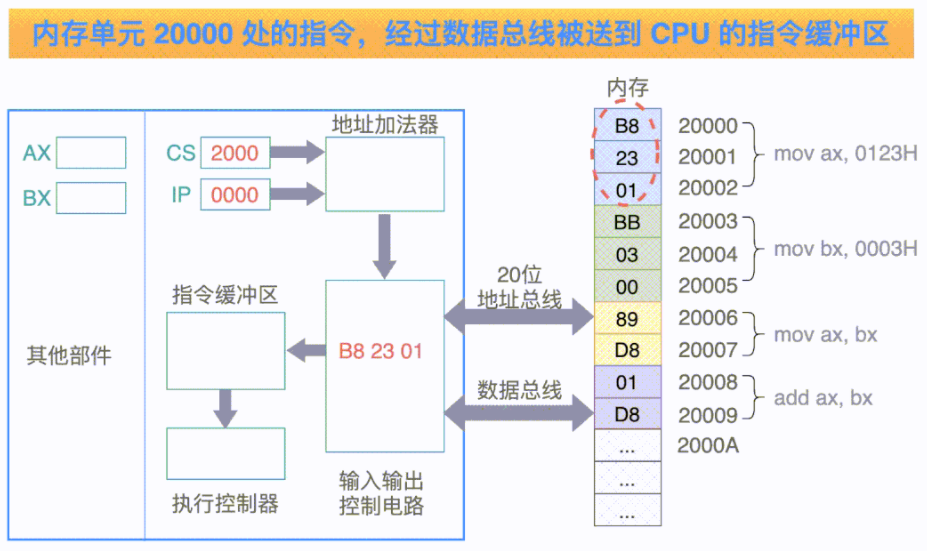 内存单元 20000 处的指令，经过数据总线被送到 CPU 的指令缓冲区
内存
地址加法器
AX
CS
2000
BX
IP
0000
指令缓冲区
20位
地址总线
B8 23 01
其他部件
数据总线
执行控制器
输入输出
控制电路
B8
20000
23
20001
mov ax, 0123H
01
20002
BB
20003
03
20004
mov bx, 0003H
00
20005
89
20006
mov ax, bx
D8
20007
01
20008
add ax, bx
D8
20009
...
2000A
...
...